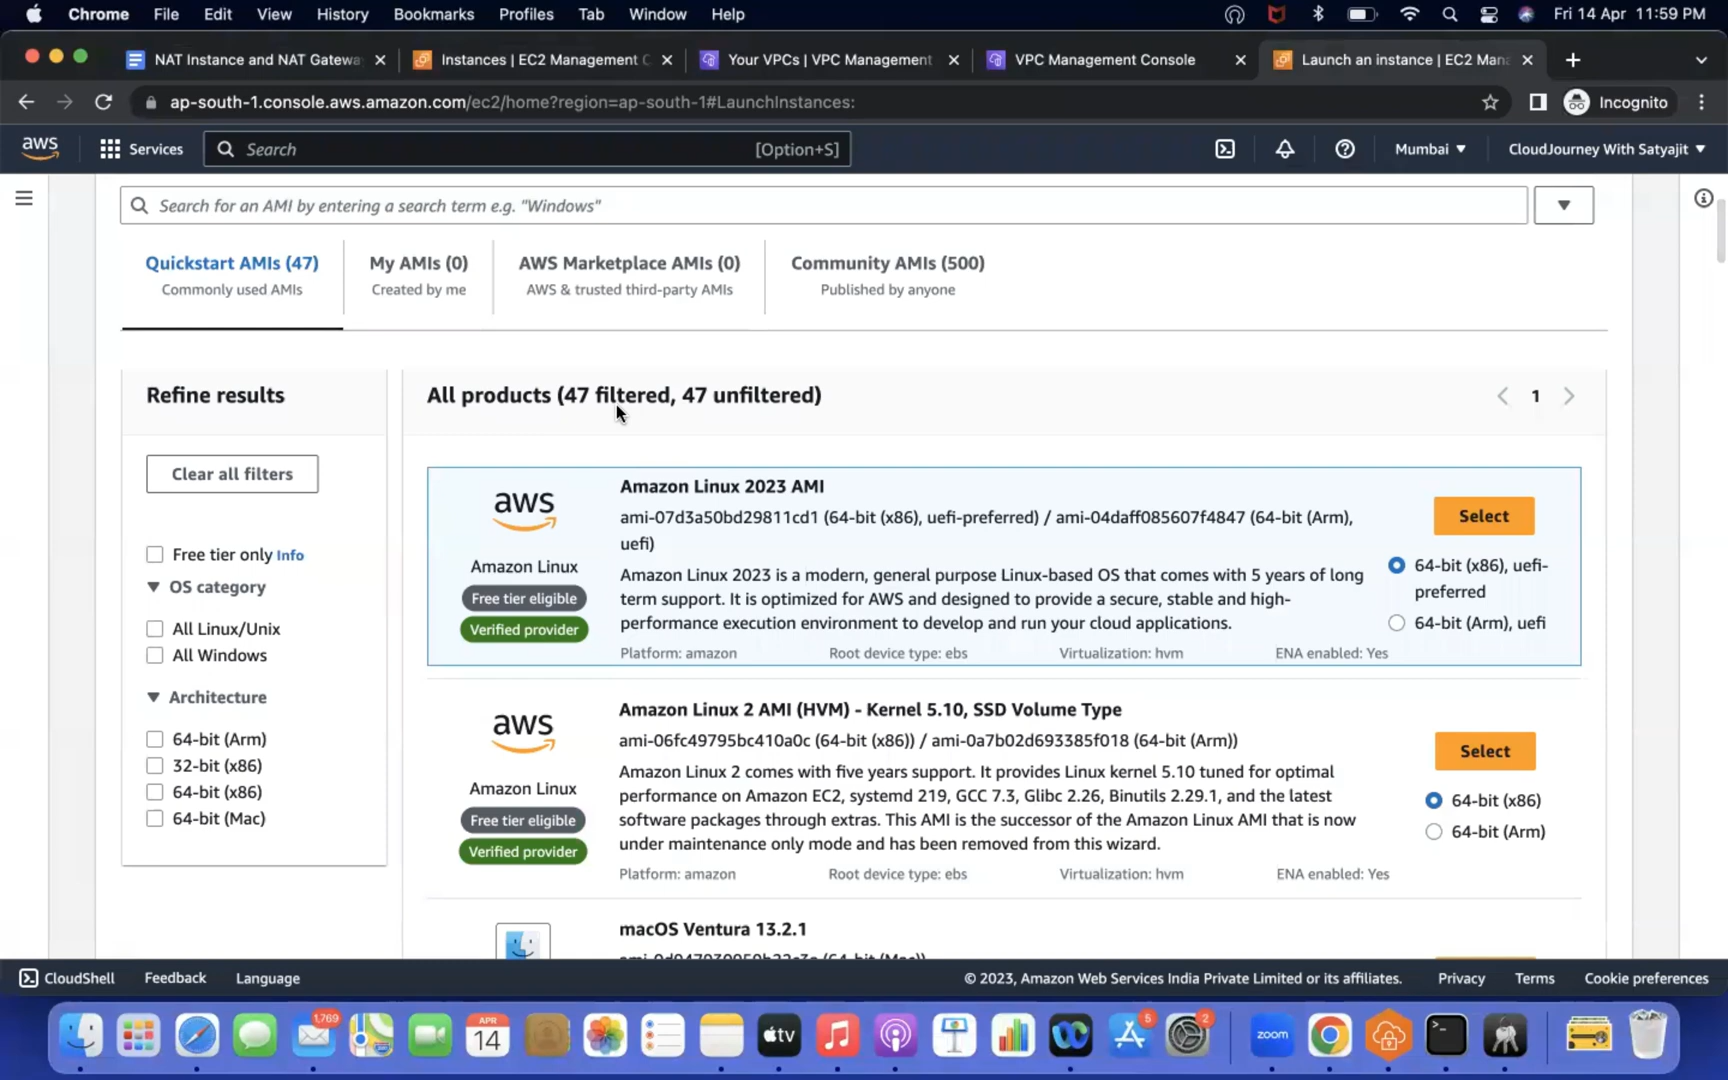 Chrome File Edit View History Bookmarks Profiles Tab Window Help Fri 14 Apr 11:59 PM
NAT Instance and NAT Gatewa Instances | EC2 Management C Your VPCs | VPC Management VPC Management Console Launch an instance | EC2 Mana
ap-south-1.console.aws.amazon.com/ec2/home?region=ap-south-1#LaunchInstances: Incognito
aws Services Search [Option+S] Mumbai CloudJourney With Satyajit
Search for an AMI by entering a search term e.g. "Windows"
Quickstart AMIs (47) My AMIs (0) AWS Marketplace AMIs (0) Community AMIs (500)
Commonly used AMIs Created by me AWS & trusted third-party AMIs Published by anyone
Refine results
Clear all filters
Free tier only Info
OS category
All Linux/Unix
All Windows
Architecture
64-bit (Arm)
32-bit (x86)
64-bit (x86)
64-bit (Mac)
All products (47 filtered, 47 unfiltered) 1
aws
Amazon Linux
Free tier eligible
Verified provider
Amazon Linux 2023 AMI
ami-07d3a50bd29811cd1 (64-bit (x86), uefi-preferred) / ami-04daff085607f4847 (64-bit (Arm),
uefi)
Amazon Linux 2023 is a modern, general purpose Linux-based OS that comes with 5 years of long
term support. It is optimized for AWS and designed to provide a secure, stable and high-
performance execution environment to develop and run your cloud applications.
Platform: amazon Root device type: ebs Virtualization: hvm ENA enabled: Yes
Select
64-bit (x86), uefi-
preferred
64-bit (Arm), uefi
aws
Amazon Linux
Free tier eligible
Verified provider
Amazon Linux 2 AMI (HVM) - Kernel 5.10, SSD Volume Type
ami-06fc49795bc410a0c (64-bit (x86)) / ami-0a7b02d693385f018 (64-bit (Arm))
Amazon Linux 2 comes with five years support. It provides Linux kernel 5.10 tuned for optimal
performance on Amazon EC2, systemd 219, GCC 7.3, Glibc 2.26, Binutils 2.29.1, and the latest
software packages through extras. This AMI is the successor of the Amazon Linux AMI that is now
under maintenance only mode and has been removed from this wizard.
Platform: amazon Root device type: ebs Virtualization: hvm ENA enabled: Yes
Select
64-bit (x86)
64-bit (Arm)
macOS Ventura 13.2.1
CloudShell Feedback Language © 2023, Amazon Web Services India Private Limited or its affiliates. Privacy Terms Cookie preferences
1,769 APR 14 tv 5 2 zoom